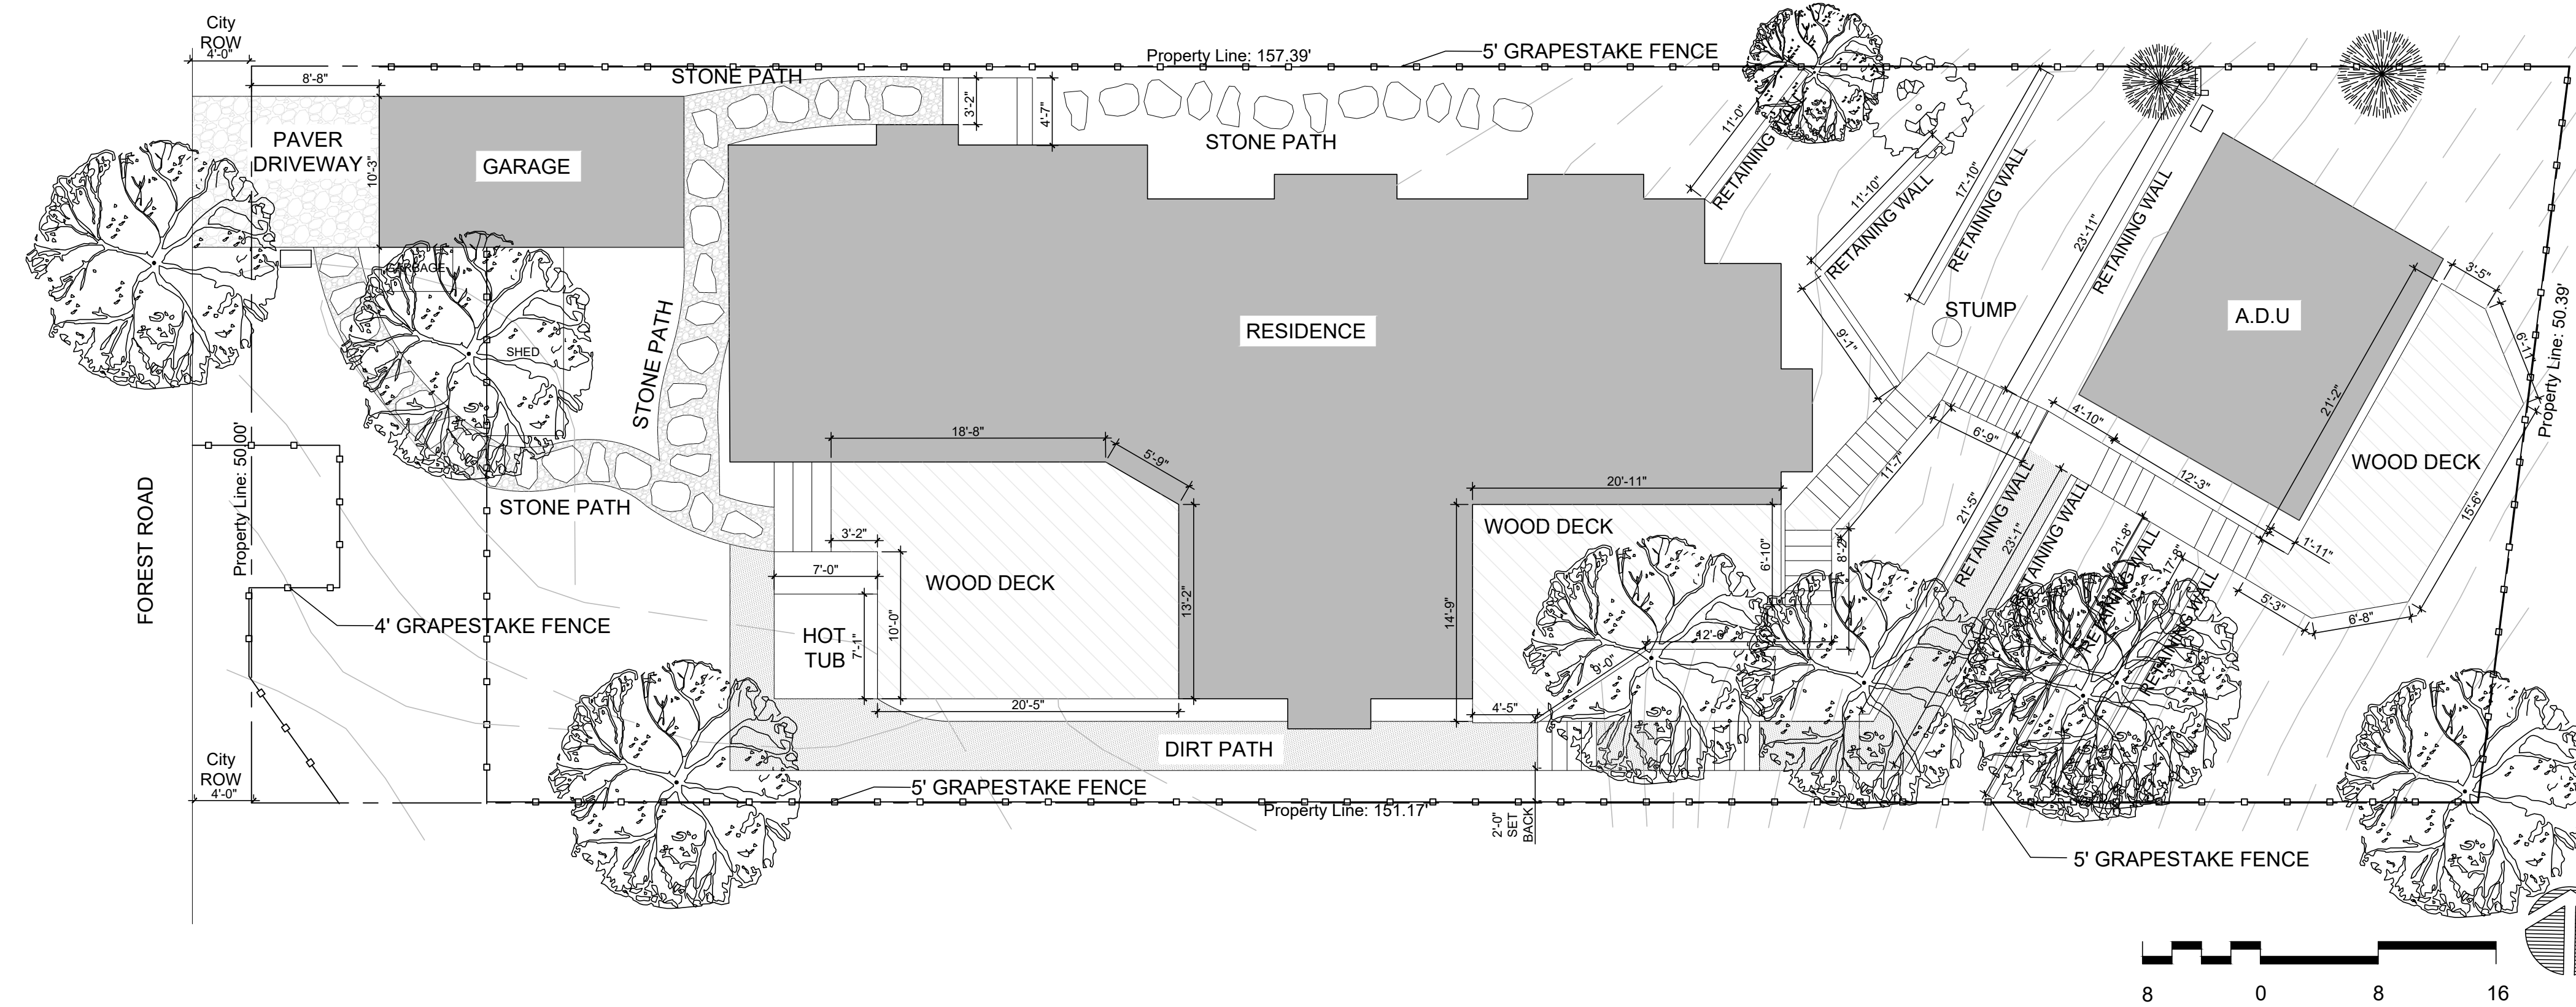 City
ROW
4'-0"
8'-8"
STONE PATH
Property Line: 157.39'
5' GRAPESTAKE FENCE
PAVER
DRIVEWAY
10'-3"
GARAGE
3'-2"
4'-7"
STONE PATH
11'-0"
RETAINING WALL
11'-10"
RETAINING WALL
17'-10"
RETAINING WALL
23'-11"
RETAINING WALL
GARBAGE
SHED
STONE PATH
RESIDENCE
STUMP
9'-1"
A.D.U
3'-5"
6'-11"
Property Line: 50.39'
21'-2"
WOOD DECK
15'-6"
4'-10"
12'-3"
1'-11"
5'-3"
6'-8"
6'-9"
11'-7"
FOREST ROAD
Property Line: 50.00'
STONE PATH
18'-8"
5'-9"
3'-2"
7'-0"
WOOD DECK
HOT
TUB
7'-1"
10'-0"
13'-2"
20'-5"
20'-11"
WOOD DECK
14'-9"
6'-10"
8'-2"
12'-6"
9'-0"
4'-5"
21'-5"
RETAINING WALL
23'-1"
RETAINING WALL
21'-8"
RETAINING WALL
17'-8"
RETAINING WALL
4' GRAPESTAKE FENCE
DIRT PATH
City
ROW
4'-0"
5' GRAPESTAKE FENCE
Property Line: 151.17'
2'-0"
SET
BACK
5' GRAPESTAKE FENCE
8 0 8 16